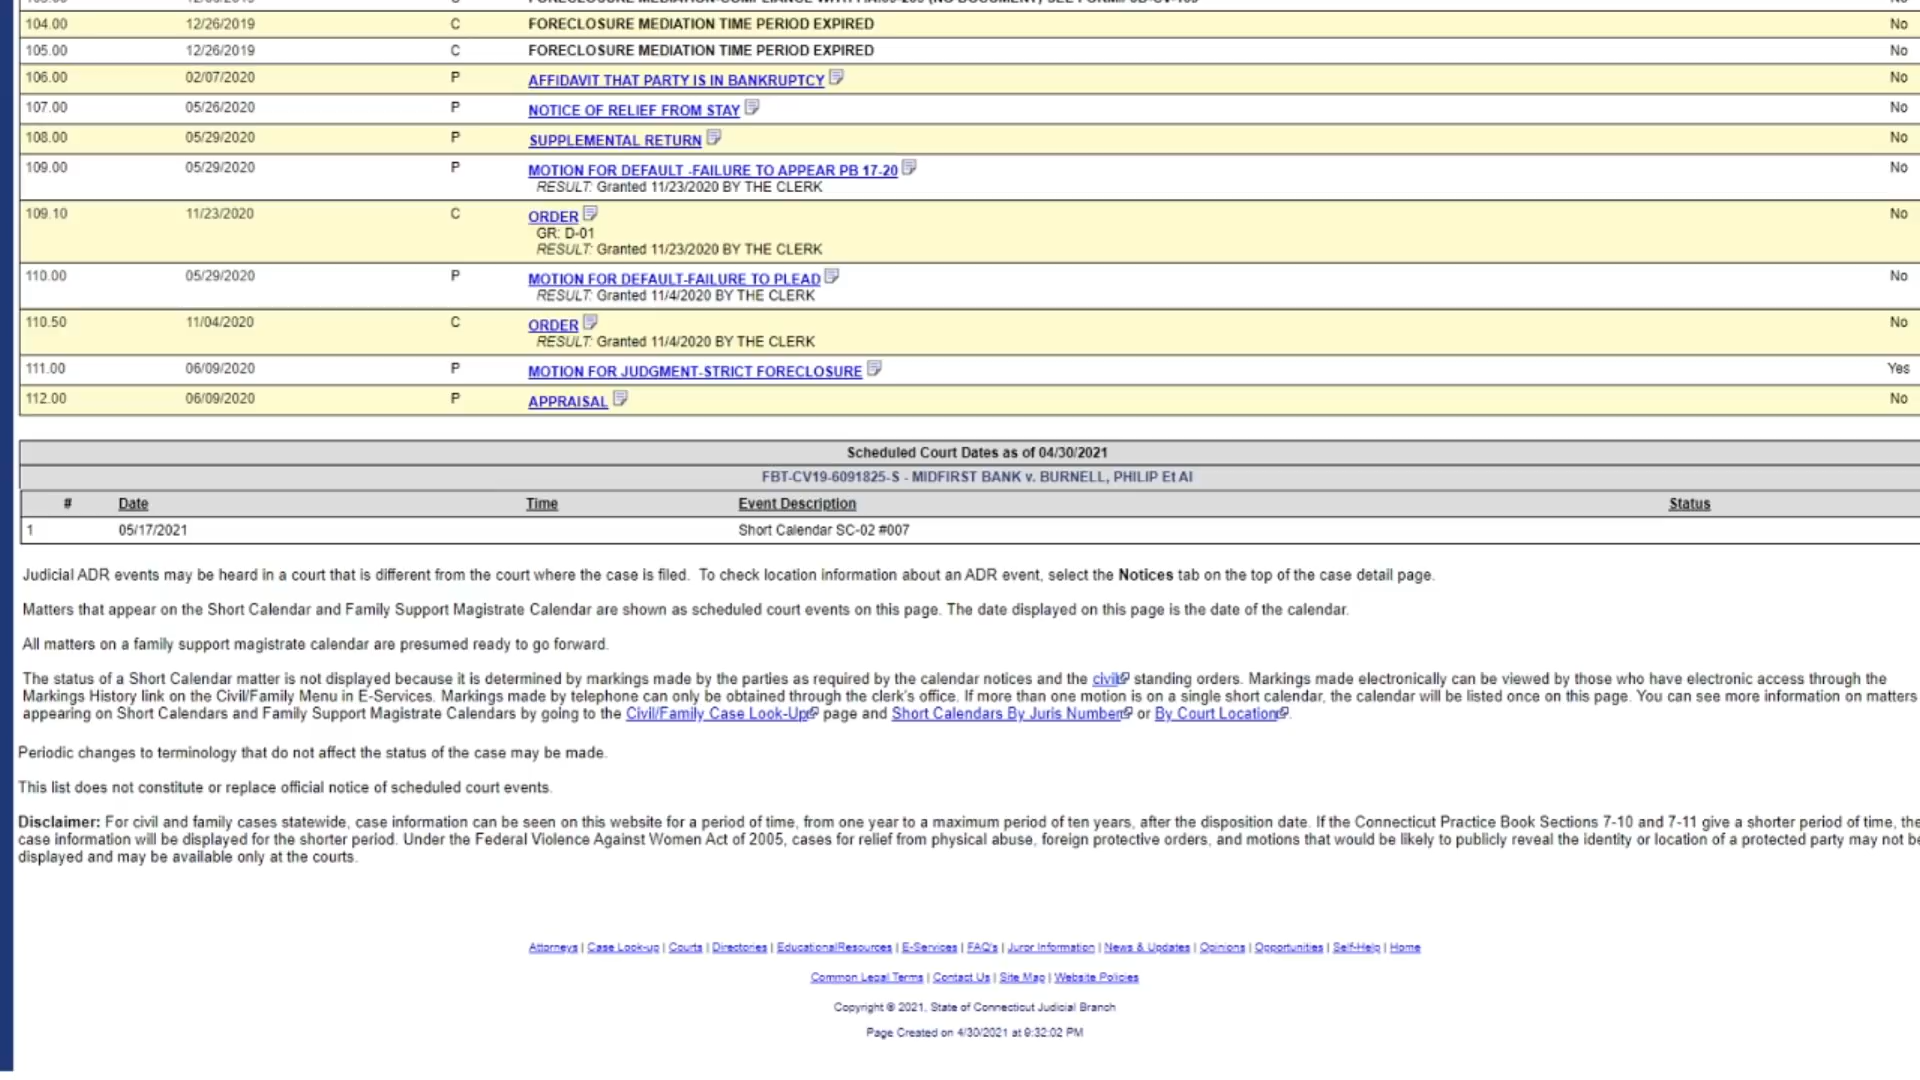 104.00 12/26/2019 C FORECLOSURE MEDIATION TIME PERIOD EXPIRED No
105.00 12/26/2019 C FORECLOSURE MEDIATION TIME PERIOD EXPIRED No
106.00 02/07/2020 P AFFIDAVIT THAT PARTY IS IN BANKRUPTCY No
107.00 05/26/2020 P NOTICE OF RELIEF FROM STAY No
108.00 05/29/2020 P SUPPLEMENTAL RETURN No
109.00 05/29/2020 P MOTION FOR DEFAULT -FAILURE TO APPEAR PB 17-20 No
RESULT: Granted 11/23/2020 BY THE CLERK
109.10 11/23/2020 C ORDER No
GR: D-01
RESULT: Granted 11/23/2020 BY THE CLERK
110.00 05/29/2020 P MOTION FOR DEFAULT-FAILURE TO PLEAD No
RESULT: Granted 11/4/2020 BY THE CLERK
110.50 11/04/2020 C ORDER No
RESULT: Granted 11/4/2020 BY THE CLERK
111.00 06/09/2020 P MOTION FOR JUDGMENT-STRICT FORECLOSURE Yes
112.00 06/09/2020 P APPRAISAL No
Scheduled Court Dates as of 04/30/2021
FBT-CV19-6091825-S - MIDFIRST BANK v. BURNELL, PHILIP Et Al
# Date Time Event Description Status
1 05/17/2021 Short Calendar SC-02 #007
Judicial ADR events may be heard in a court that is different from the court where the case is filed. To check location information about an ADR event, select the Notices tab on the top of the case detail page.
Matters that appear on the Short Calendar and Family Support Magistrate Calendar are shown as scheduled court events on this page. The date displayed on this page is the date of the calendar.
All matters on a family support magistrate calendar are presumed ready to go forward.
The status of a Short Calendar matter is not displayed because it is determined by markings made by the parties as required by the calendar notices and the civil standing orders. Markings made electronically can be viewed by those who have electronic access through the
Markings History link on the Civil/Family Menu in E-Services. Markings made by telephone can only be obtained through the clerk's office. If more than one motion is on a single short calendar, the calendar will be listed once on this page. You can see more information on matters
appearing on Short Calendars and Family Support Magistrate Calendars by going to the Civil/Family Case Look-Up page and Short Calendars By Juris Number or By Court Location.
Periodic changes to terminology that do not affect the status of the case may be made.
This list does not constitute or replace official notice of scheduled court events.
Disclaimer: For civil and family cases statewide, case information can be seen on this website for a period of time, from one year to a maximum period of ten years, after the disposition date. If the Connecticut Practice Book Sections 7-10 and 7-11 give a shorter period of time, the
case information will be displayed for the shorter period. Under the Federal Violence Against Women Act of 2005, cases for relief from physical abuse, foreign protective orders, and motions that would be likely to publicly reveal the identity or location of a protected party may not be
displayed and may be available only at the courts.
Attorneys | Case Look-up | Courts | Directories | EducationalResources | E-Services | FAQ's | Juror Information | News & Updates | Opinions | Opportunities | Self-Help | Home
Common Legal Terms | Contact Us | Site Map | Website Policies
Copyright © 2021, State of Connecticut Judicial Branch
Page Created on 4/30/2021 at 9:32:02 PM